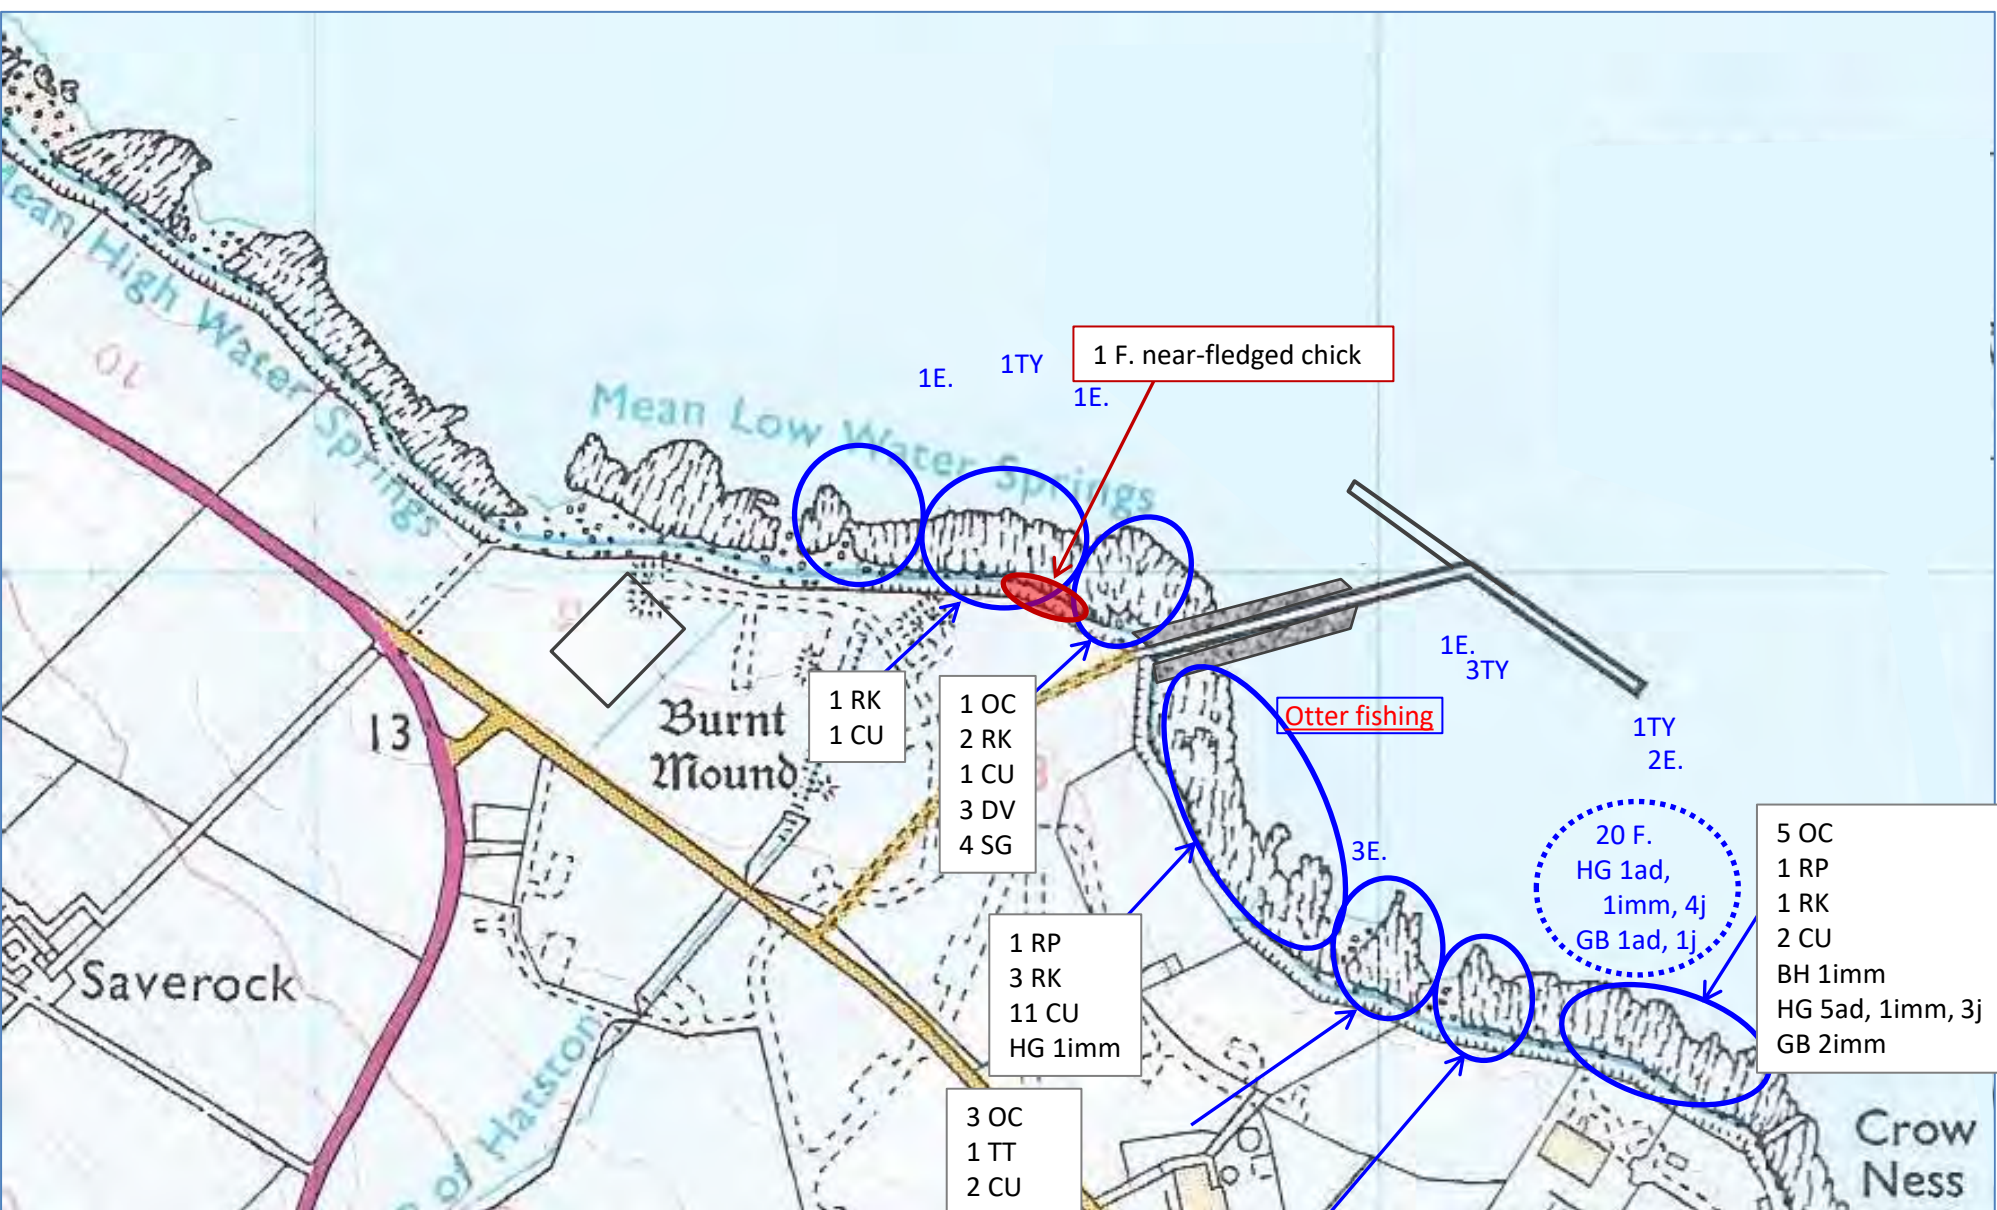 Mean High Water Springs
10
Mean Low Water Springs
1E.
1TY
1E.
1 F. near-fledged chick
1E.
3TY
Otter fishing
1TY
2E.
3E.
13
Burnt
Mound
1 RK
1 CU
1 OC
2 RK
1 CU
3 DV
4 SG
20 F.
HG 1ad,
1imm, 4j
GB 1ad, 1j
5 OC
1 RP
1 RK
2 CU
BH 1imm
HG 5ad, 1imm, 3j
GB 2imm
1 RP
3 RK
11 CU
HG 1imm
Saverock
of Hatston
3 OC
1 TT
2 CU
Crow
Ness